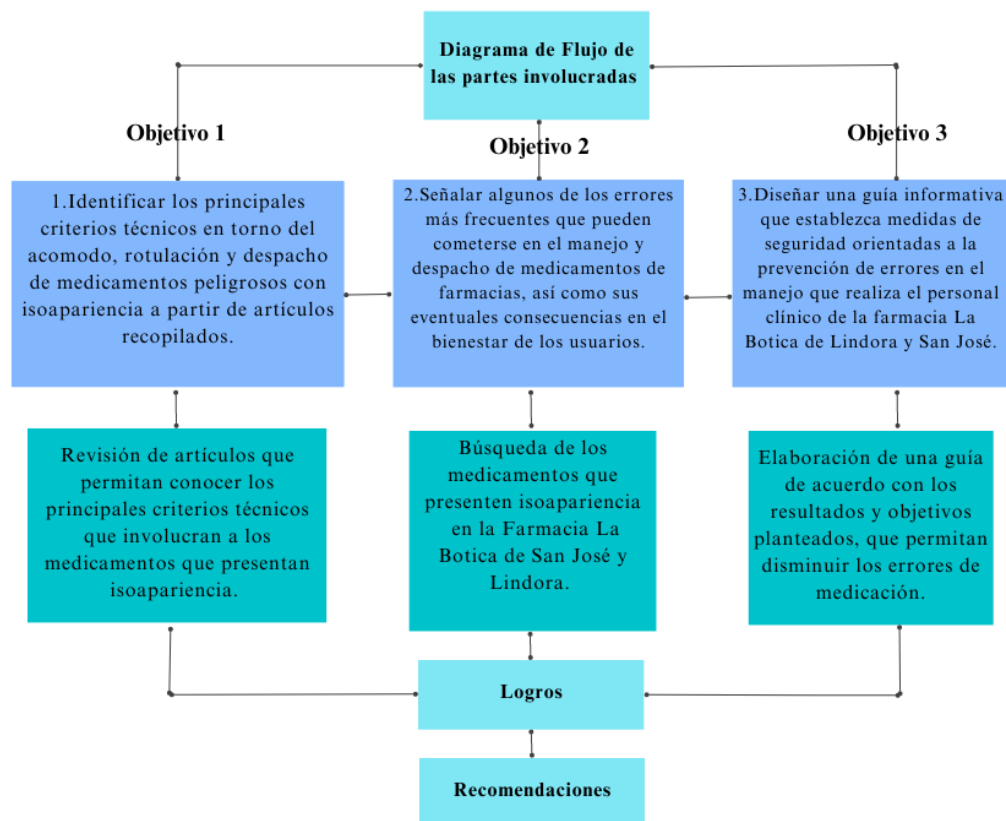 Diagrama de Flujo de
las partes involucradas
Objetivo 1
Objetivo 2
Objetivo 3
1.Identificar los principales
criterios técnicos en torno del
acomodo, rotulación y despacho
de medicamentos peligrosos con
isoapariencia a partir de artículos
recopilados.
2.Señalar algunos de los errores
más frecuentes que pueden
cometerse en el manejo y
despacho de medicamentos de
farmacias, así como sus
eventuales consecuencias en el
bienestar de los usuarios.
3.Diseñar una guía informativa
que establezca medidas de
seguridad orientadas a la
prevención de errores en el
manejo que realiza el personal
clínico de la farmacia La
Botica de Lindora y San José.
Revisión de artículos que
permitan conocer los
principales criterios técnicos
que involucran a los
medicamentos que presentan
isoapariencia.
Búsqueda de los
medicamentos que
presenten isoapariencia
en la Farmacia La
Botica de San José y
Lindora.
Elaboración de una guía
de acuerdo con los
resultados y objetivos
planteados, que permitan
disminuir los errores de
medicación.
Logros
Recomendaciones